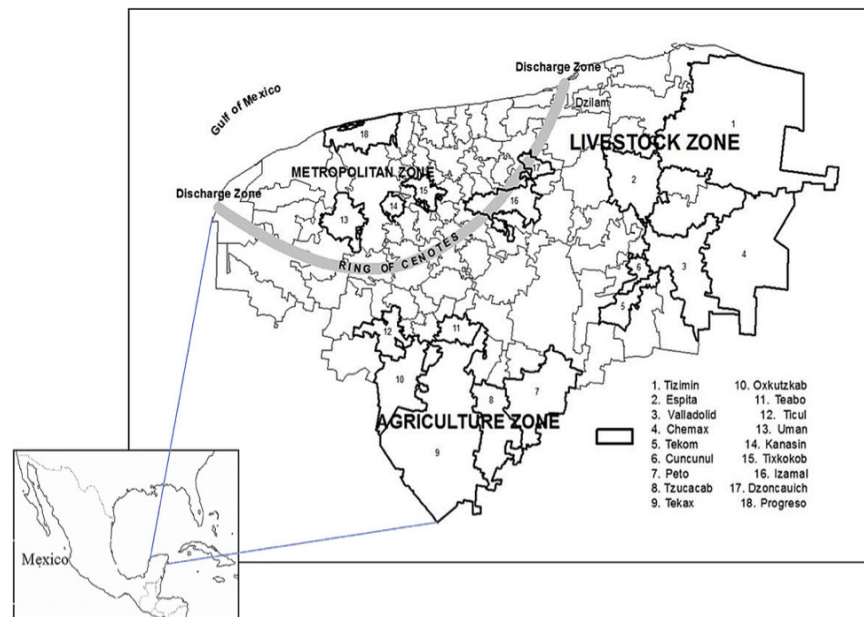 Gulf of Mexico
Discharge Zone
Dzilam
LIVESTOCK ZONE
METROPOLITAN ZONE
Discharge Zone
RING OF CENOTES
AGRICULTURE ZONE
1
2
3
4
5
6
7
8
9
10
11
12
13
14
15
16
17
18
1. Tizimin 10. Oxkutzkab
2 Espita 11. Teabo
3. Valladolid 12. Ticul
4. Chemax 13. Uman
5 Tekom 14. Kanasin
6. Cuncunul 15. Tixkokob
7. Peto 16. Izamal
8. Tzucacab 17. Dzoncauich
9. Tekax 18. Progreso
Mexico